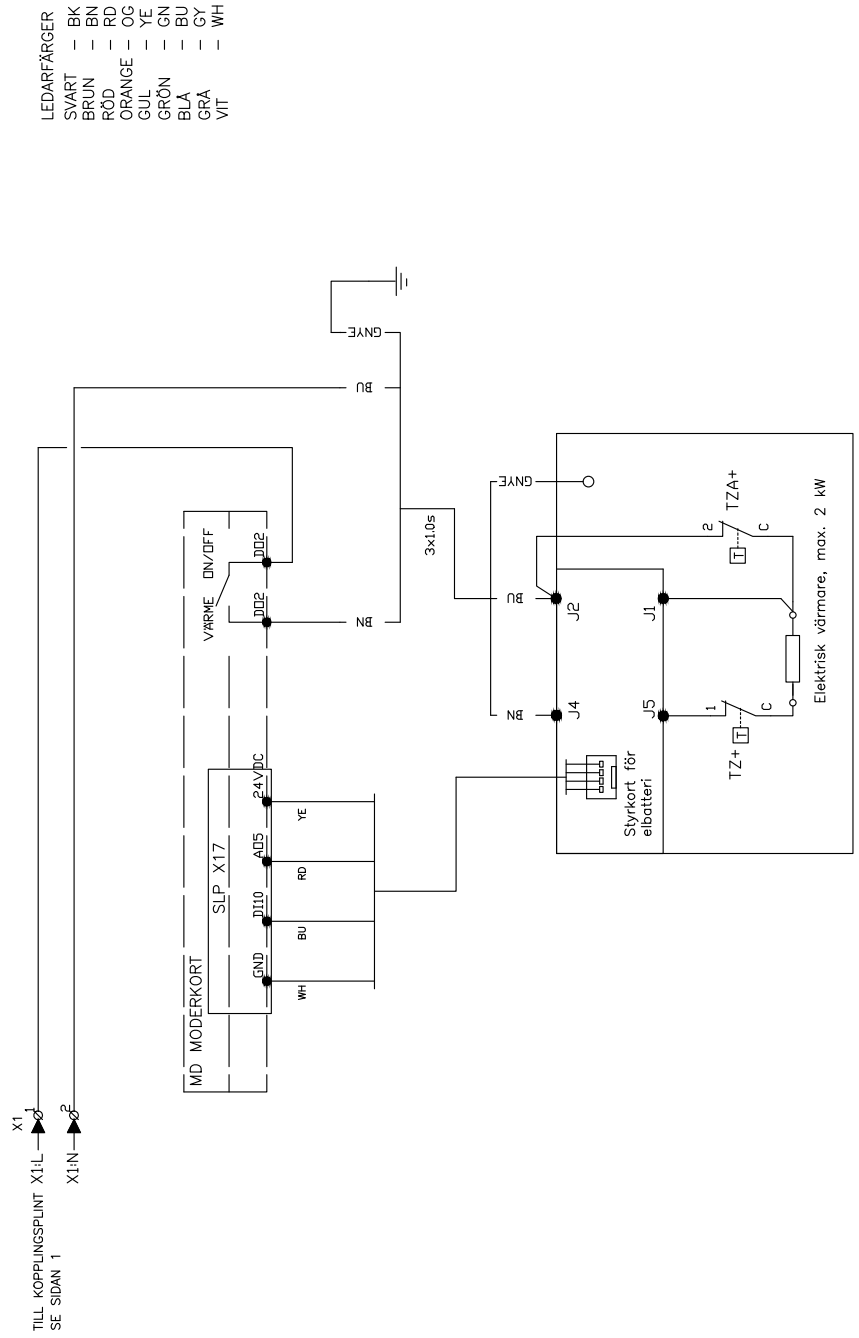 LEDARFÄRGER
SVART - BK
BRUN - BN
RÖD - RD
ORANGE - OG
GUL - YE
GRÖN - GN
BLÅ - BU
GRÅ - GY
VIT - WH
TILL KOPPLINGSPLINT
SE SIDAN 1
X1
X1:L
1
X1:N
2
MD MODERKORT
SLP X17
GND
DI10
AO5
24VDC
VÄRME ON/OFF
DO2
DO2
WH
BU
RD
YE
BN
BU
GNYE
3x1.0s
BN
BU
GNYE
J4
J2
J5
J1
Styrkort för
elbatteri
TZ+
T
1
C
TZA+
T
2
C
Elektrisk värmare, max. 2 kW